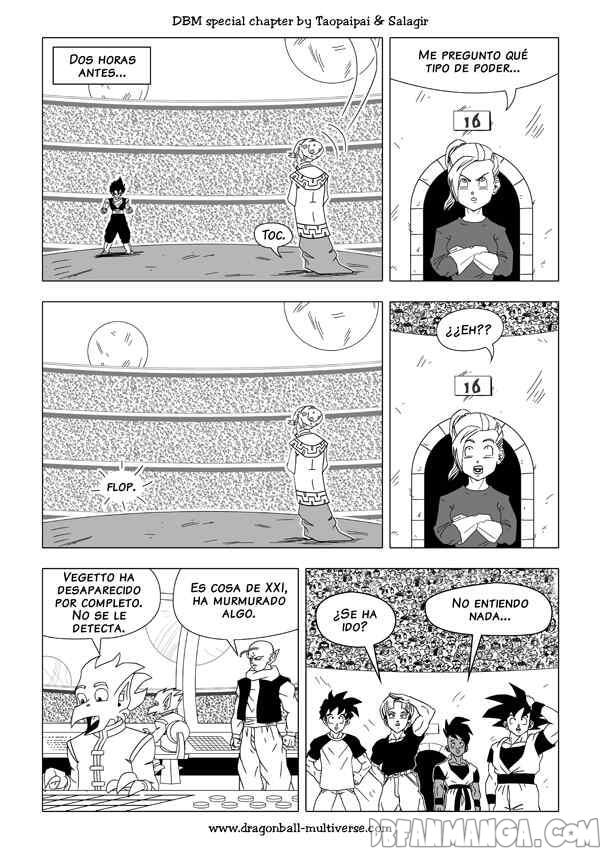 DBM special chapter by Taopaipai & Salagir
DOS HORAS
ANTES...
TOC.
ME PREGUNTO QUÉ
TIPO DE PODER...
16
FLOP.
¿¿EH??
16
VEGETTO HA
DESAPARECIDO
POR COMPLETO.
NO SE LE
DETECTA.
ES COSA DE XXI,
HA MURMURADO
ALGO.
¿SE HA
IDO?
NO ENTIENDO
NADA...
www.dragonball-multiverse.com
DBFANMANGA.COM